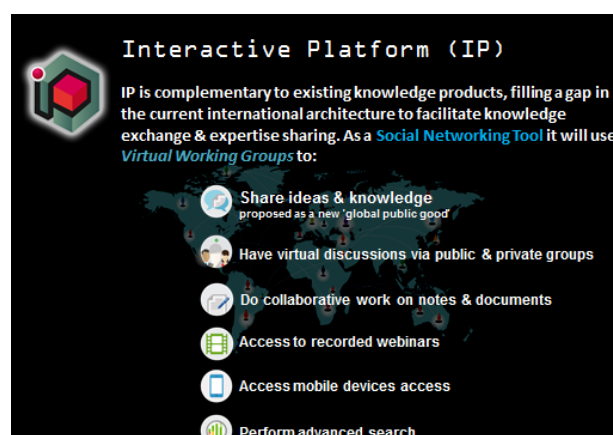 Interactive Platform (IP)
IP is complementary to existing knowledge products, filling a gap in
the current international architecture to facilitate knowledge
exchange & expertise sharing. As a Social Networking Tool it will use
Virtual Working Groups to:
Share ideas & knowledge
proposed as a new 'global public good'
Have virtual discussions via public & private groups
Do collaborative work on notes & documents
Access to recorded webinars
Access mobile devices access
Perform advanced search